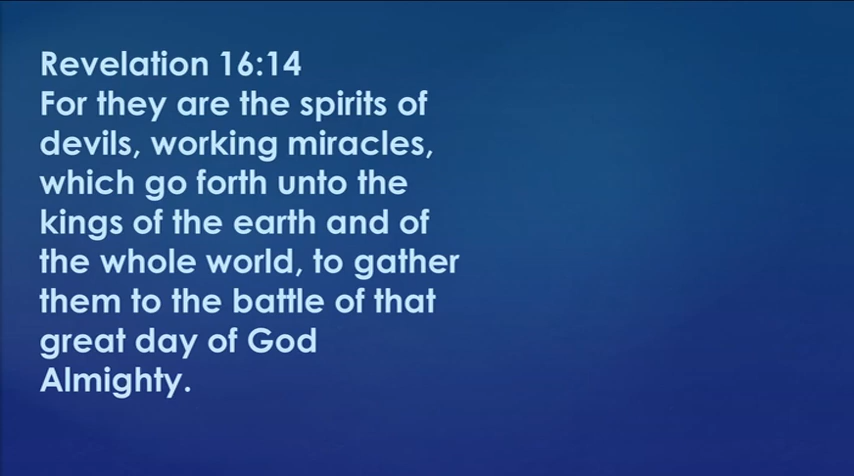 Revelation 16:14
For they are the spirits of
devils, working miracles,
which go forth unto the
kings of the earth and of
the whole world, to gather
them to the battle of that
great day of God
Almighty.